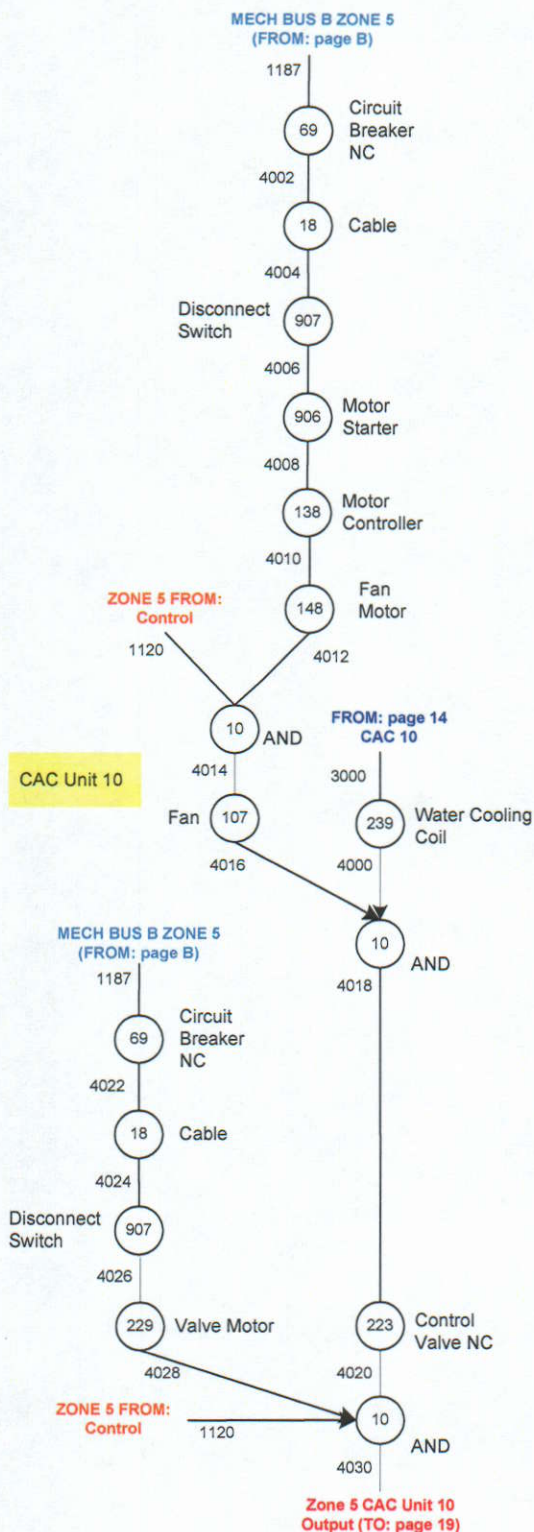 MECH BUS B ZONE 5
(FROM: page B)
1187
69
Circuit
Breaker
NC
4002
18
Cable
4004
Disconnect
Switch
907
4006
906
Motor
Starter
4008
138
Motor
Controller
4010
148
Fan
Motor
ZONE 5 FROM:
Control
1120
4012
10
AND
4014
FROM: page 14
CAC 10
3000
CAC Unit 10
Fan
107
4016
239
Water Cooling
Coil
4000
10
AND
4018
MECH BUS B ZONE 5
(FROM: page B)
1187
69
Circuit
Breaker
NC
4022
18
Cable
4024
Disconnect
Switch
907
4026
229
Valve Motor
4028
223
Control
Valve NC
4020
ZONE 5 FROM:
Control
1120
10
AND
4030
Zone 5 CAC Unit 10
Output (TO: page 19)